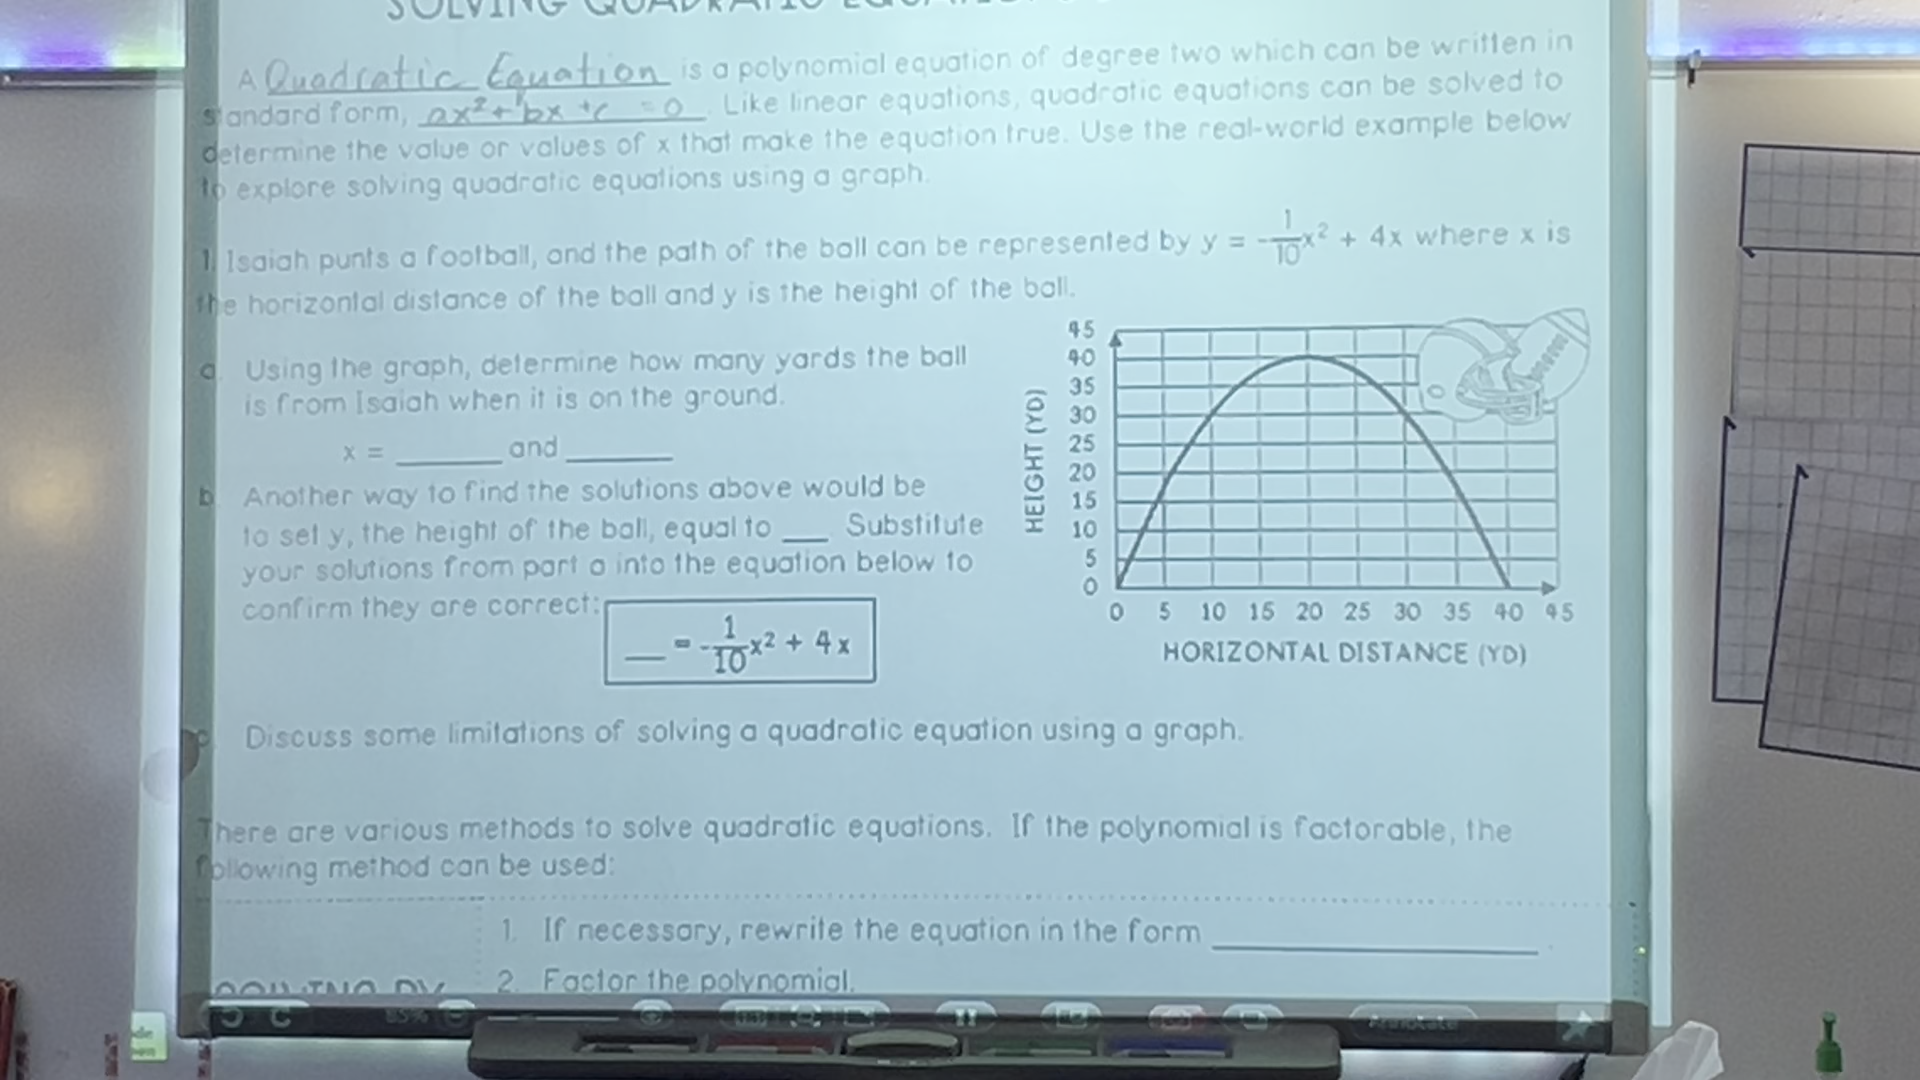 A Quadratic Equation is a polynomial equation of degree two which can be written in
standard form, ax² + bx + c = 0. Like linear equations, quadratic equations can be solved to
determine the value or values of x that make the equation true. Use the real-world example below
to explore solving quadratic equations using a graph.
1. Isaiah punts a football, and the path of the ball can be represented by y = -1/10x² + 4x where x is
the horizontal distance of the ball and y is the height of the ball.
a. Using the graph, determine how many yards the ball
is from Isaiah when it is on the ground.
x = ______ and ______
b. Another way to find the solutions above would be
to set y, the height of the ball, equal to ___ Substitute
your solutions from part a into the equation below to
confirm they are correct:
___ = -1/10x² + 4x
HEIGHT (YD)
45
40
35
30
25
20
15
10
5
0
0 5 10 15 20 25 30 35 40 45
HORIZONTAL DISTANCE (YD)
c. Discuss some limitations of solving a quadratic equation using a graph.
There are various methods to solve quadratic equations. If the polynomial is factorable, the
following method can be used:
1. If necessary, rewrite the equation in the form ____________.
2. Factor the polynomial.
85%
Annotate